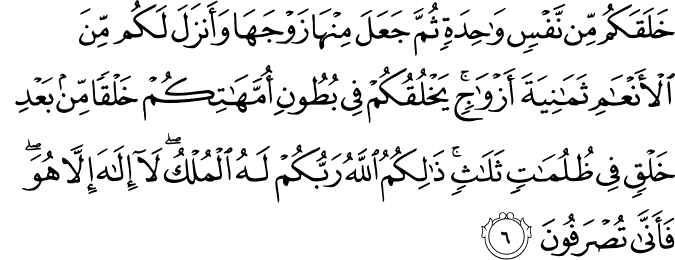 خَلَقَكُم مِّن نَّفْسٍ وَٰحِدَةٍ ثُمَّ جَعَلَ مِنْهَا زَوْجَهَا وَأَنزَلَ لَكُم مِّنَ
ٱلْأَنْعَـٰمِ ثَمَـٰنِيَةَ أَزْوَٰجٍ ۚ يَخْلُقُكُمْ فِى بُطُونِ أُمَّهَـٰتِكُمْ خَلْقًا مِّنۢ بَعْدِ
خَلْقٍ فِى ظُلُمَـٰتٍ ثَلَـٰثٍ ۚ ذَٰلِكُمُ ٱللَّهُ رَبُّكُمْ لَهُ ٱلْمُلْكُ ۖ لَآ إِلَـٰهَ إِلَّا هُوَ ۖ
فَأَنَّىٰ تُصْرَفُونَ ٦